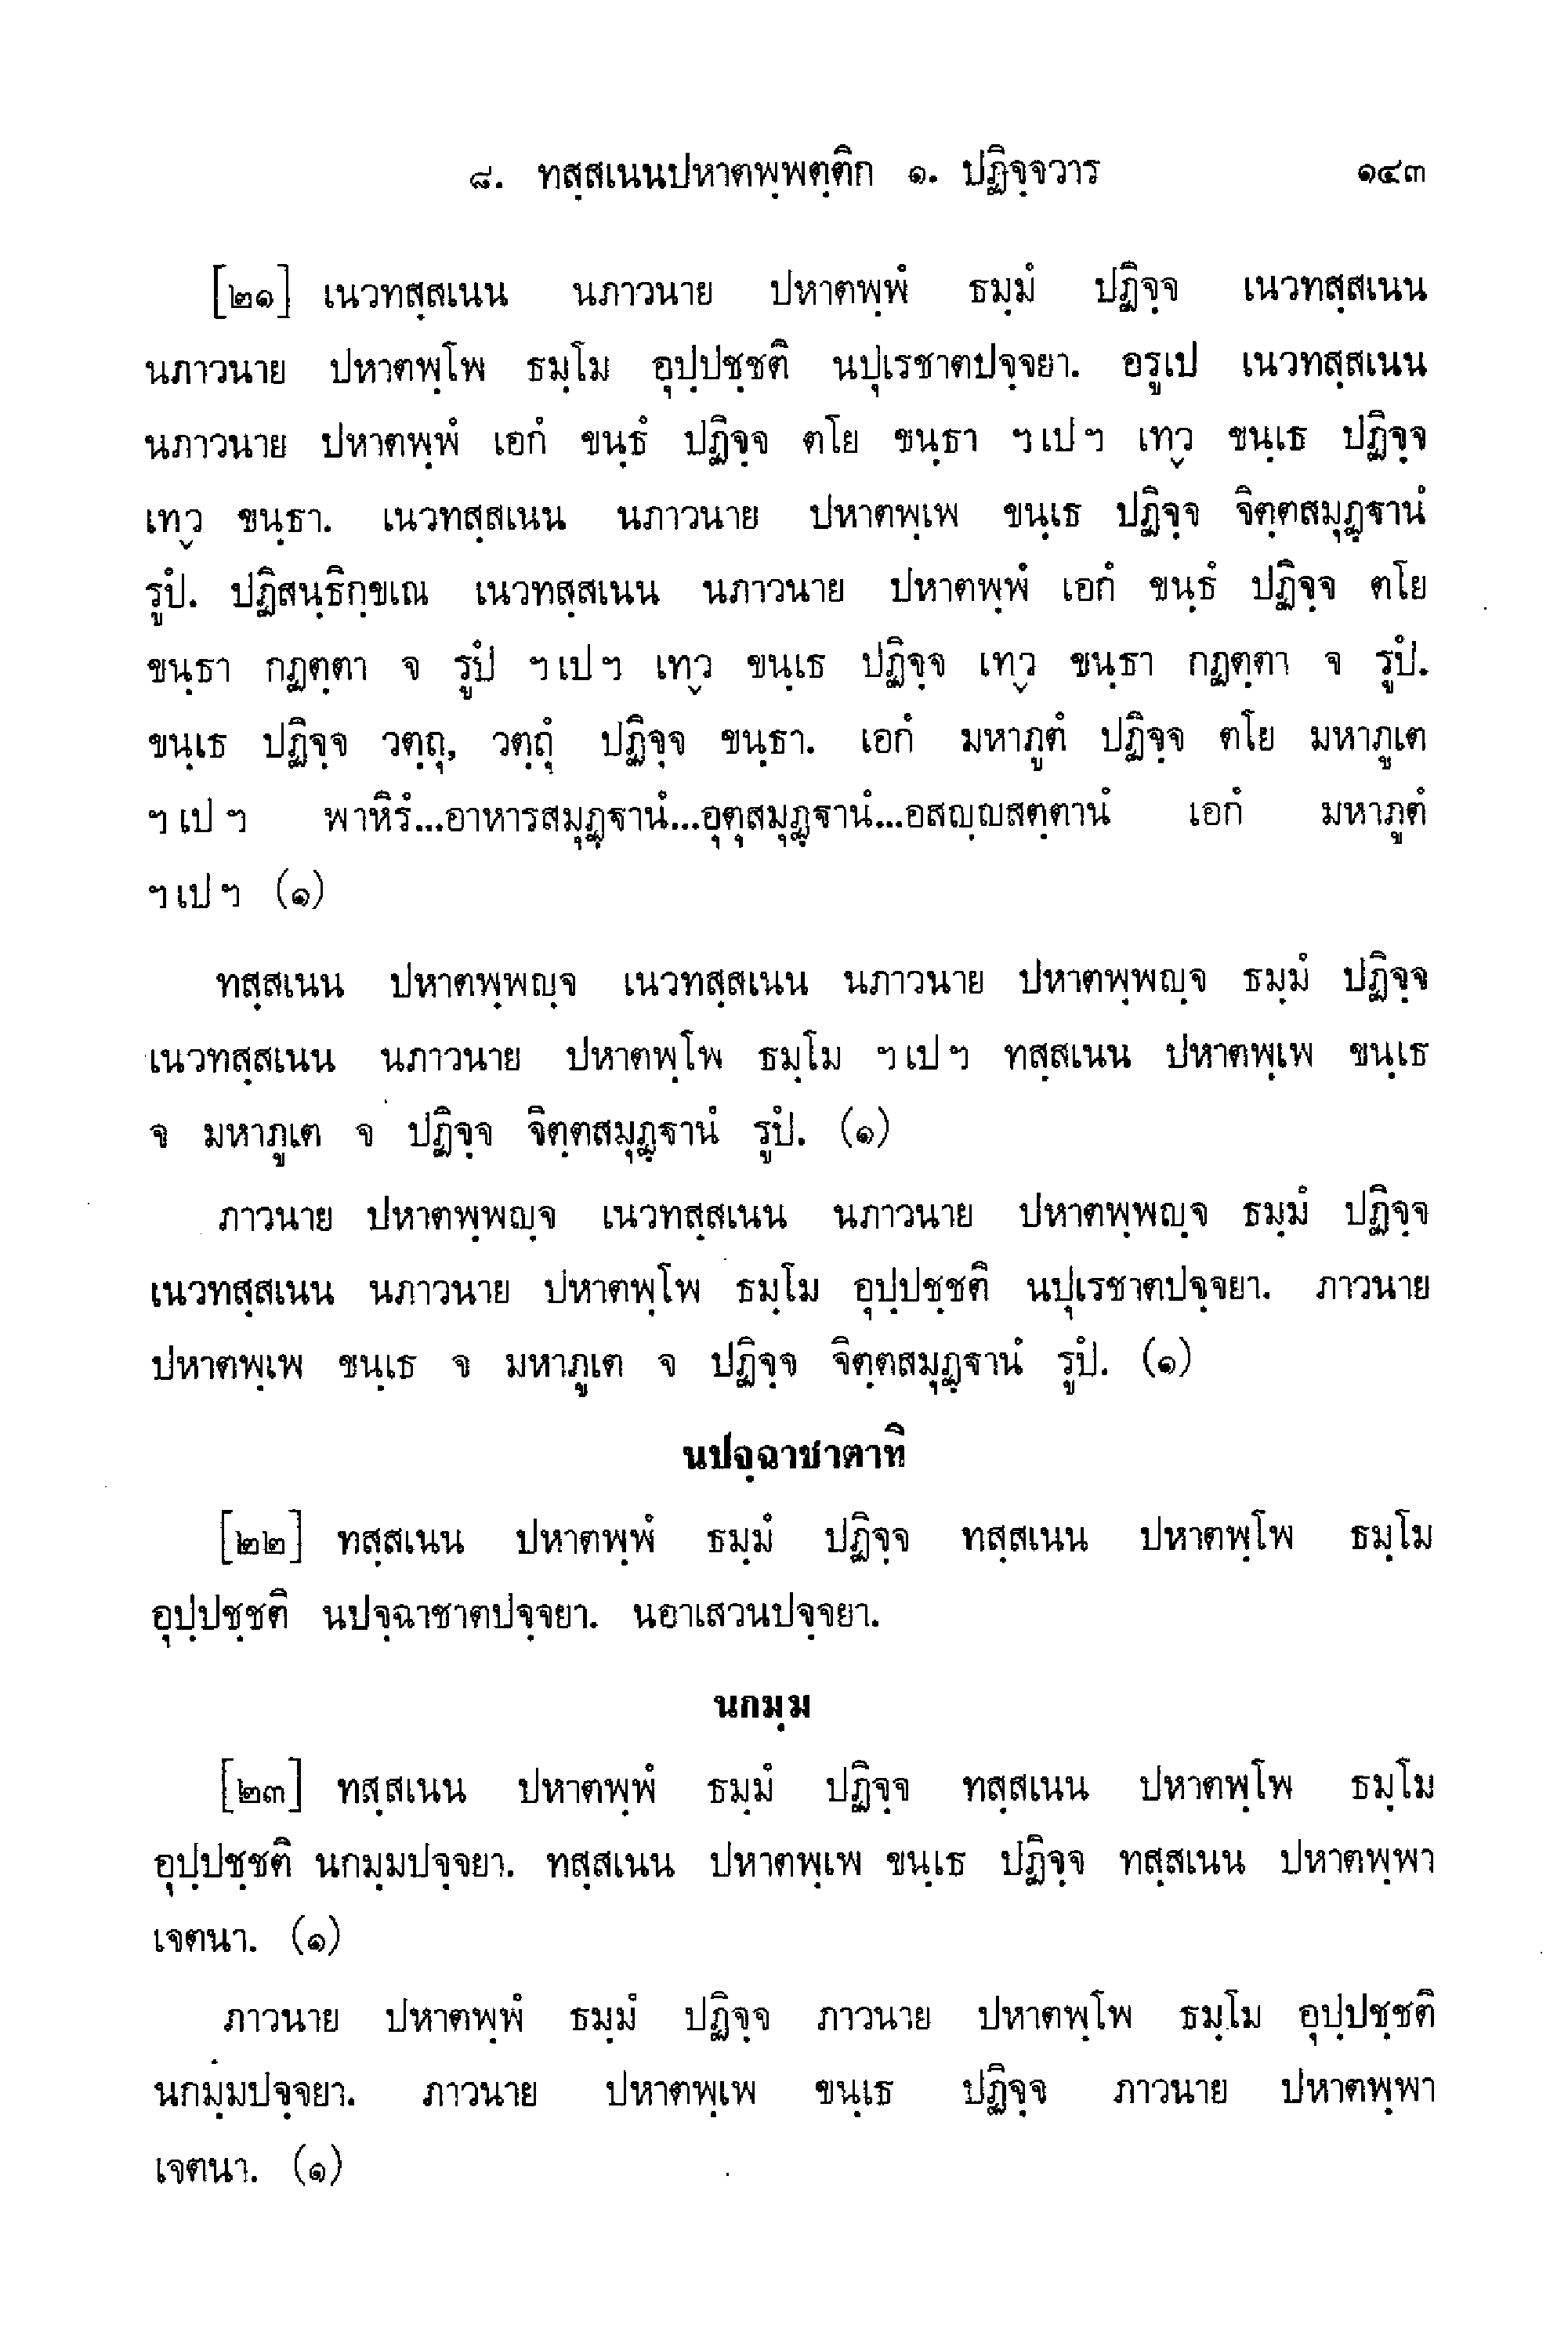 ๘. ทสฺสเนนปหาตพฺพตฺติก ๑. ปฏิจฺจวาร ๑๔๓
[๒๑] เนวทสฺสเนน นภาวนาย ปหาตพฺพํ ธมฺมํ ปฏิจฺจ เนวทสฺสเนน
นภาวนาย ปหาตพฺโพ ธมฺโม อุปฺปชฺชติ นปุเรชาตปจฺจยา. อรูเป เนวทสฺสเนน
นภาวนาย ปหาตพฺพํ เอกํ ขนฺธํ ปฏิจฺจ ตโย ขนฺธา ฯเปฯ เทฺว ขนฺเธ ปฏิจฺจ
เทฺว ขนฺธา. เนวทสฺสเนน นภาวนาย ปหาตพฺเพ ขนฺเธ ปฏิจฺจ จิตฺตสมุฏฺฐานํ
รูปํ. ปฏิสนฺธิกฺขเณ เนวทสฺสเนน นภาวนาย ปหาตพฺพํ เอกํ ขนฺธํ ปฏิจฺจ ตโย
ขนฺธา กฏตฺตา จ รูปํ ฯเปฯ เทฺว ขนฺเธ ปฏิจฺจ เทฺว ขนฺธา กฏตฺตา จ รูปํ.
ขนฺเธ ปฏิจฺจ วตฺถุ, วตฺถุํ ปฏิจฺจ ขนฺธา. เอกํ มหาภูตํ ปฏิจฺจ ตโย มหาภูเต
ฯเปฯ พาหิรํ...อาหารสมุฏฺฐานํ...อุตุสมุฏฺฐานํ...อสญฺญสตฺตานํ เอกํ มหาภูตํ
ฯเปฯ (๑)
ทสฺสเนน ปหาตพฺพญฺจ เนวทสฺสเนน นภาวนาย ปหาตพฺพญฺจ ธมฺมํ ปฏิจฺจ
เนวทสฺสเนน นภาวนาย ปหาตพฺโพ ธมฺโม ฯเปฯ ทสฺสเนน ปหาตพฺเพ ขนฺเธ
จ มหาภูเต จ ปฏิจฺจ จิตฺตสมุฏฺฐานํ รูปํ. (๑)
ภาวนาย ปหาตพฺพญฺจ เนวทสฺสเนน นภาวนาย ปหาตพฺพญฺจ ธมฺมํ ปฏิจฺจ
เนวทสฺสเนน นภาวนาย ปหาตพฺโพ ธมฺโม อุปฺปชฺชติ นปุเรชาตปจฺจยา. ภาวนาย
ปหาตพฺเพ ขนฺเธ จ มหาภูเต จ ปฏิจฺจ จิตฺตสมุฏฺฐานํ รูปํ. (๑)
นปจฺฉาชาตาทิ
[๒๒] ทสฺสเนน ปหาตพฺพํ ธมฺมํ ปฏิจฺจ ทสฺสเนน ปหาตพฺโพ ธมฺโม
อุปฺปชฺชติ นปจฺฉาชาตปจฺจยา. นอาเสวนปจฺจยา.
นกมฺม
[๒๓] ทสฺสเนน ปหาตพฺพํ ธมฺมํ ปฏิจฺจ ทสฺสเนน ปหาตพฺโพ ธมฺโม
อุปฺปชฺชติ นกมฺมปจฺจยา. ทสฺสเนน ปหาตพฺเพ ขนฺเธ ปฏิจฺจ ทสฺสเนน ปหาตพฺพา
เจตนา. (๑)
ภาวนาย ปหาตพฺพํ ธมฺมํ ปฏิจฺจ ภาวนาย ปหาตพฺโพ ธมฺโม อุปฺปชฺชติ
นกมฺมปจฺจยา. ภาวนาย ปหาตพฺเพ ขนฺเธ ปฏิจฺจ ภาวนาย ปหาตพฺพา
เจตนา. (๑)